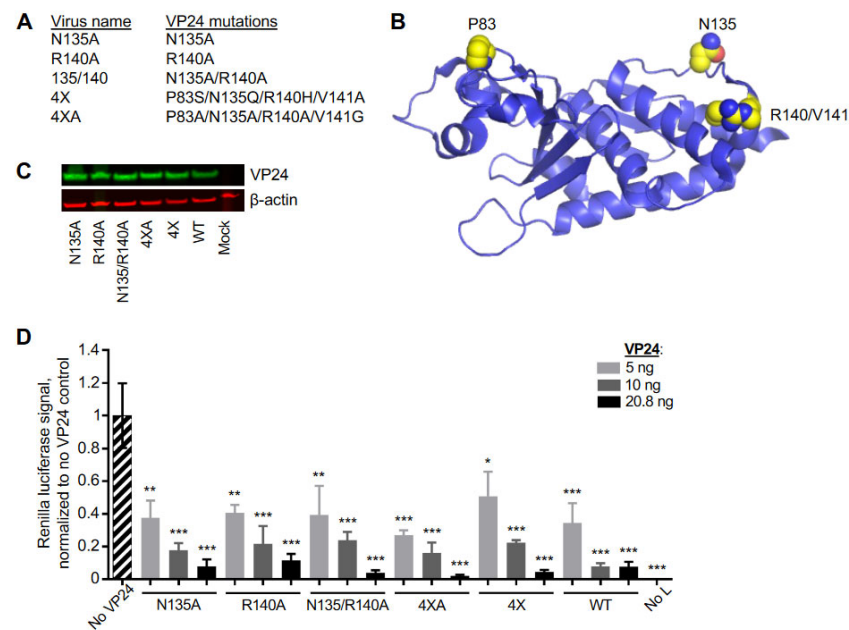 A
Virus name VP24 mutations
N135A N135A
R140A R140A
135/140 N135A/R140A
4X P83S/N135Q/R140H/V141A
4XA P83A/N135A/R140A/V141G
B
P83
N135
R140/V141
C
VP24
β-actin
N135A
R140A
N135/R140A
4XA
4X
WT
Mock
D
Renilla luciferase signal,
normalized to no VP24 control
1.4
1.2
1
0.8
0.6
0.4
0.2
0
VP24:
5 ng
10 ng
20.8 ng
** *** ***
** *** ***
** *** ***
*** *** ***
* *** ***
*** *** ***
***
No VP24
N135A
R140A
N135/R140A
4XA
4X
WT
No L